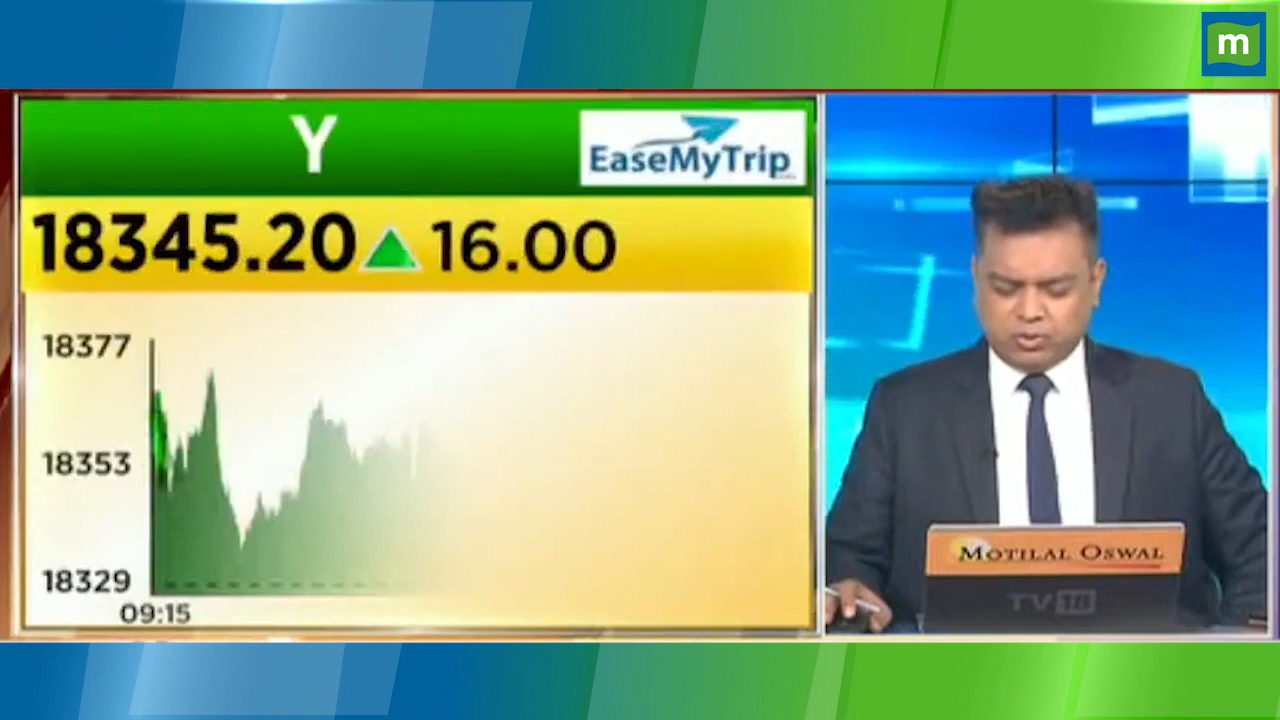 m
Y
EaseMyTrip
18345.20 ▲ 16.00
18377
18353
18329
09:15
MOTILAL OSWAL
TV18